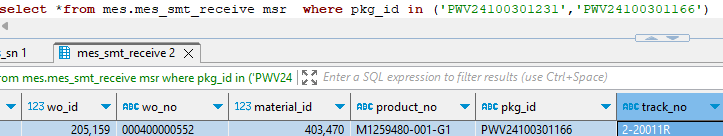 select *from mes.mes_smt_receive msr where pkg_id in ('PWV24100301231','PWV24100301166')
s_sn 1 mes_smt_receive 2
from mes.mes_smt_receive msr where pkg_id in ('PWV24 Enter a SQL expression to filter results (use Ctrl+Space)
123 wo_id ABC wo_no 123 material_id ABC product_no ABC pkg_id ABC track_no
205,159 000400000552 403,470 M1259480-001-G1 PWV24100301166 2-20011R